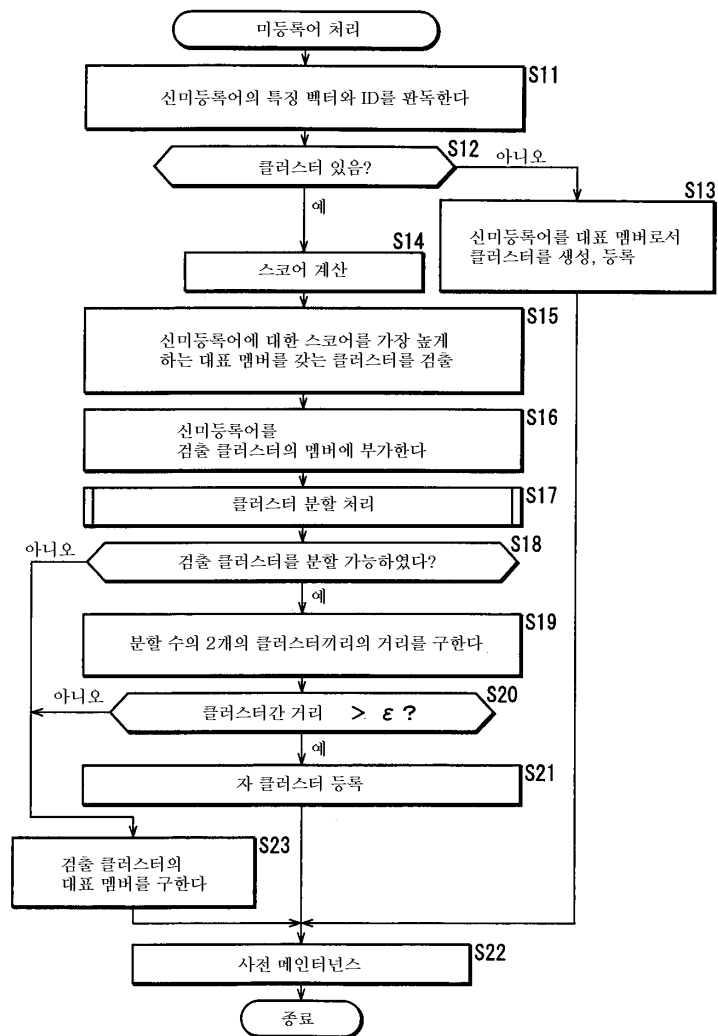 미등록어 처리
S11
신미등록어의 특징 벡터와 ID를 판독한다
S12
클러스터 있음?
아니오
예
S13
신미등록어를 대표 멤버로서
클러스터를 생성, 등록
S14
스코어 계산
S15
신미등록어에 대한 스코어를 가장 높게
하는 대표 멤버를 갖는 클러스터를 검출
S16
신미등록어를
검출 클러스터의 멤버에 부가한다
S17
클러스터 분할 처리
S18
아니오
검출 클러스터를 분할 가능하였다?
예
S19
분할 수의 2개의 클러스터끼리의 거리를 구한다
S20
아니오
클러스터간 거리 > ε ?
예
S21
자 클러스터 등록
S23
검출 클러스터의
대표 멤버를 구한다
S22
사전 메인터넌스
종료